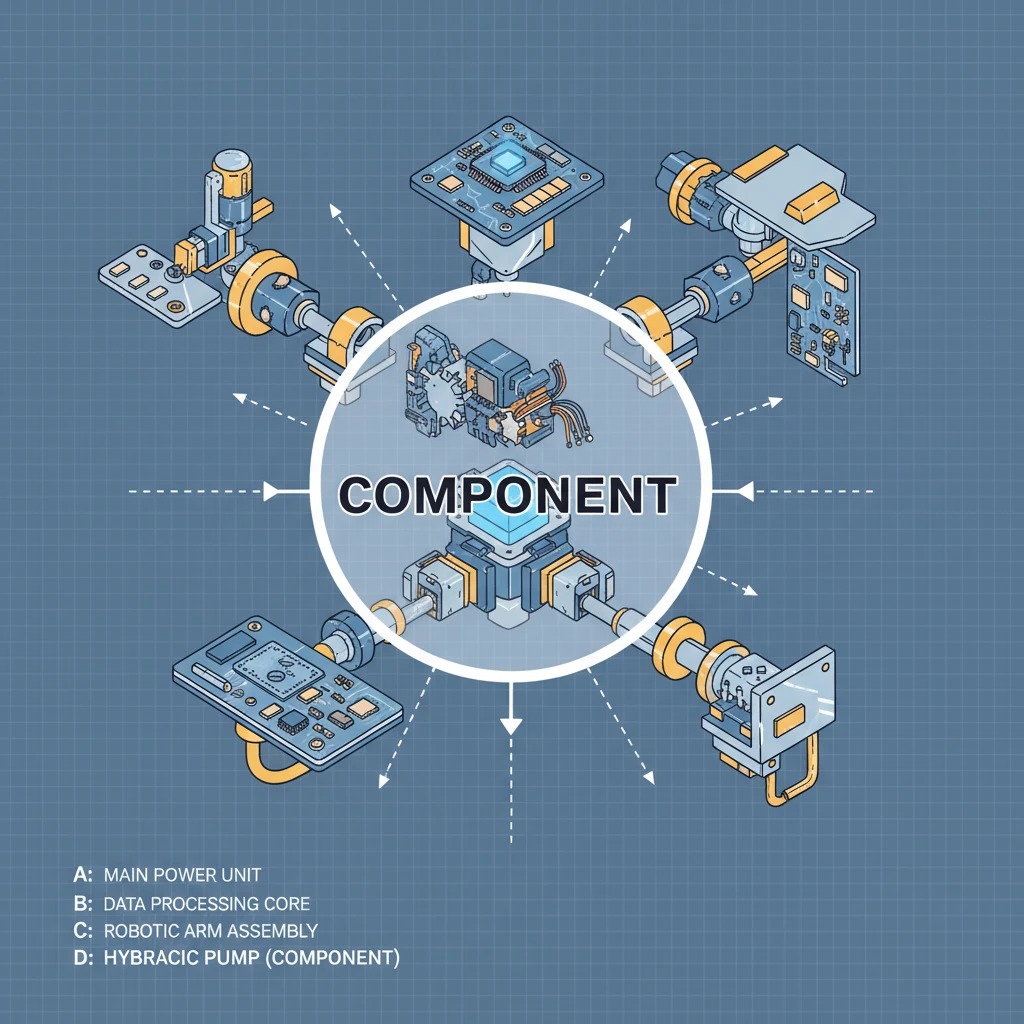 COMPONENT
A: MAIN POWER UNIT
B: DATA PROCESSING CORE
C: ROBOTIC ARM ASSEMBLY
D: HYBRACIC PUMP (COMPONENT)